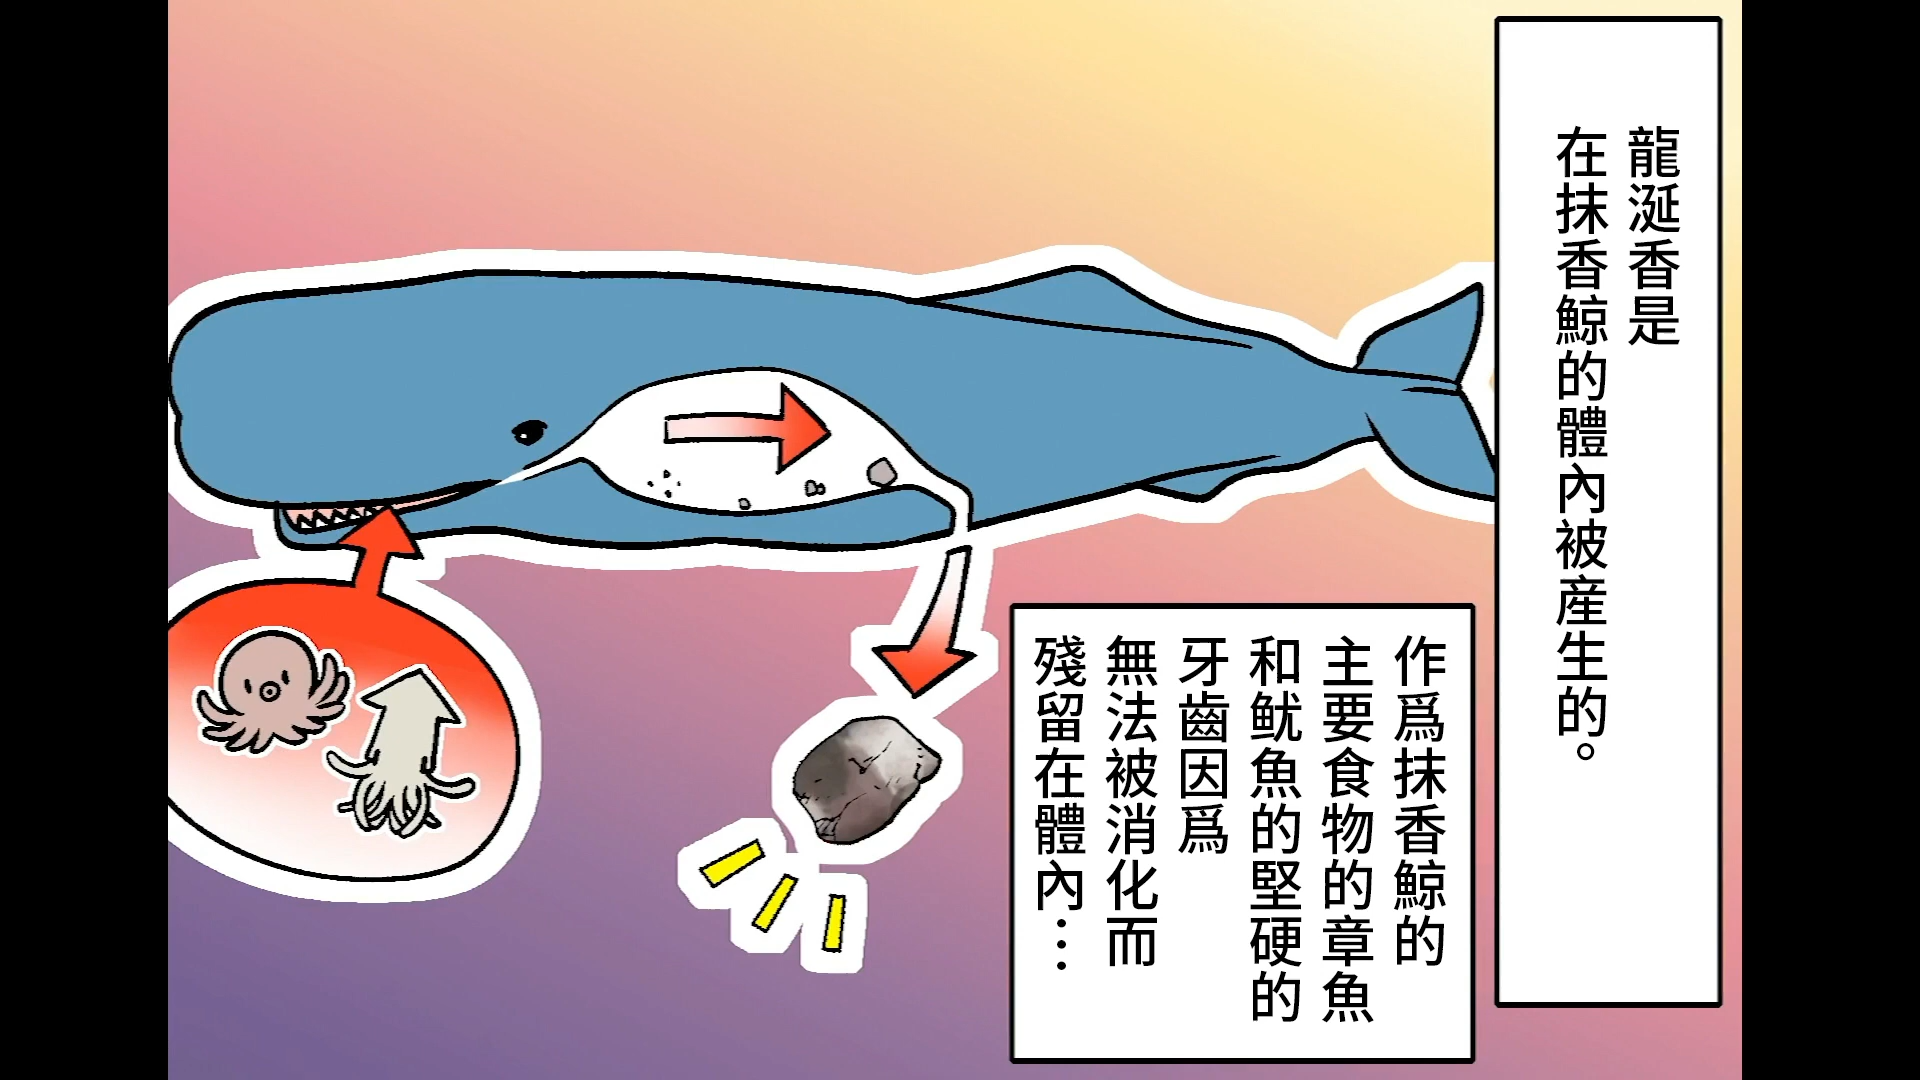 龍涎香是
在抹香鯨的體內被産生的。
作爲抹香鯨的
主要食物的章魚
和鱿魚的堅硬的
牙齒因爲
無法被消化而
殘留在體內…